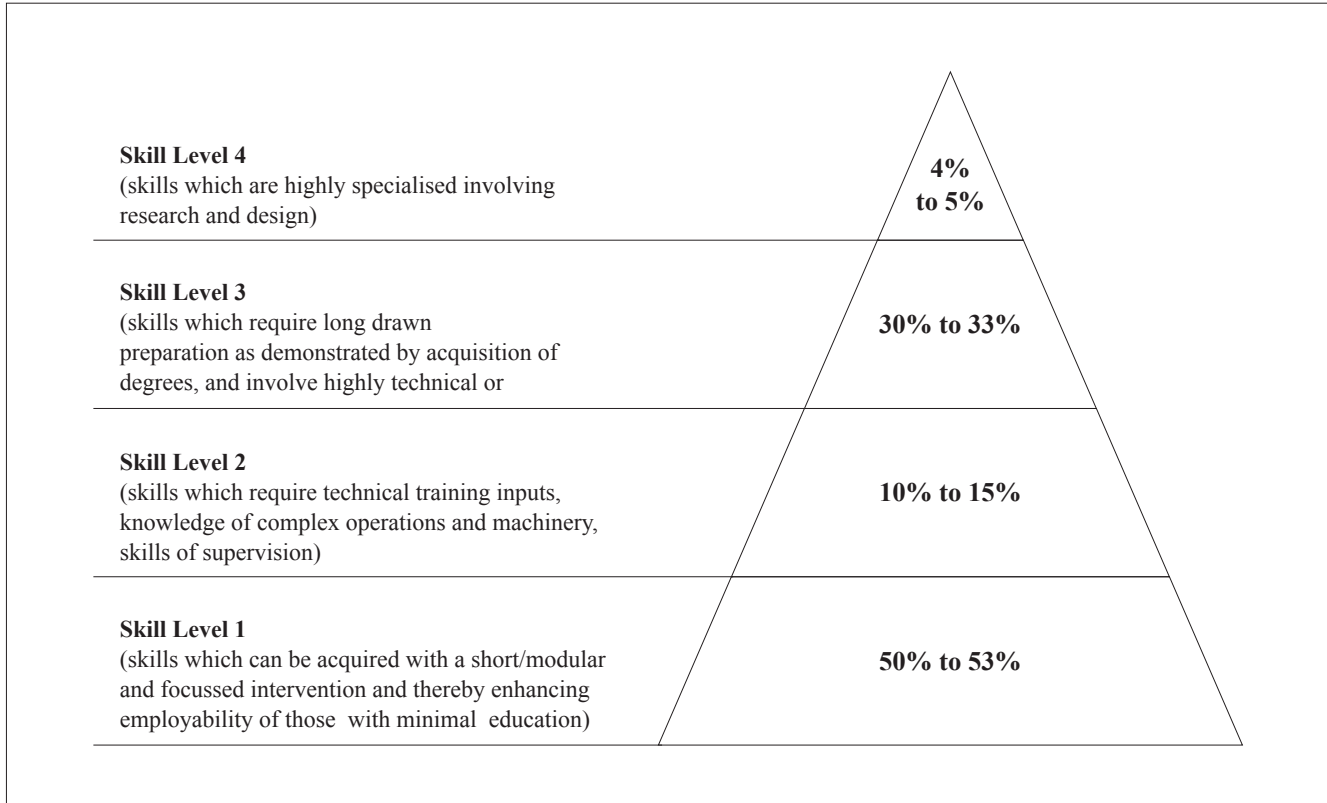 Skill Level 4
(skills which are highly specialised involving
research and design)
4%
to 5%
Skill Level 3
(skills which require long drawn
preparation as demonstrated by acquisition of
degrees, and involve highly technical or
30% to 33%
Skill Level 2
(skills which require technical training inputs,
knowledge of complex operations and machinery,
skills of supervision)
10% to 15%
Skill Level 1
(skills which can be acquired with a short/modular
and focussed intervention and thereby enhancing
employability of those with minimal education)
50% to 53%